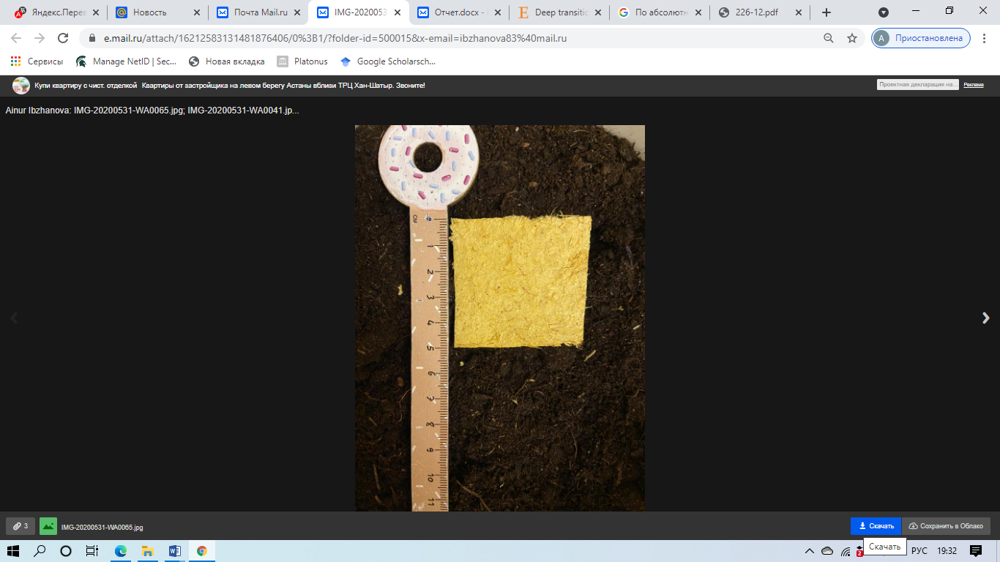 Яндекс.Перев
Новость
Почта Mail.ru
IMG-2020053
Отчет.docx -
Deep transitio
По абсолютн
226-12.pdf
e.mail.ru/attach/16212583131481876406/0%3B1/?folder-id=500015&x-email=ibzhanova83%40mail.ru
A
Приостановлена
Сервисы
Manage NetID | Sec...
Новая вкладка
Platonus
Google Scholarsch...
Купи квартиру с чист. отделкой Квартиры от застройщика на левом берегу Астаны вблизи ТРЦ Хан-Шатыр. Звоните!
Проектная декларация на...
Реклама
Ainur Ibzhanova: IMG-20200531-WA0065.jpg; IMG-20200531-WA0041.jp...
CM
0
1
2
3
4
5
6
7
8
9
10
11
3
IMG-20200531-WA0065.jpg
Скачать
Сохранить в Облако
Скачать
2
РУС
19:32